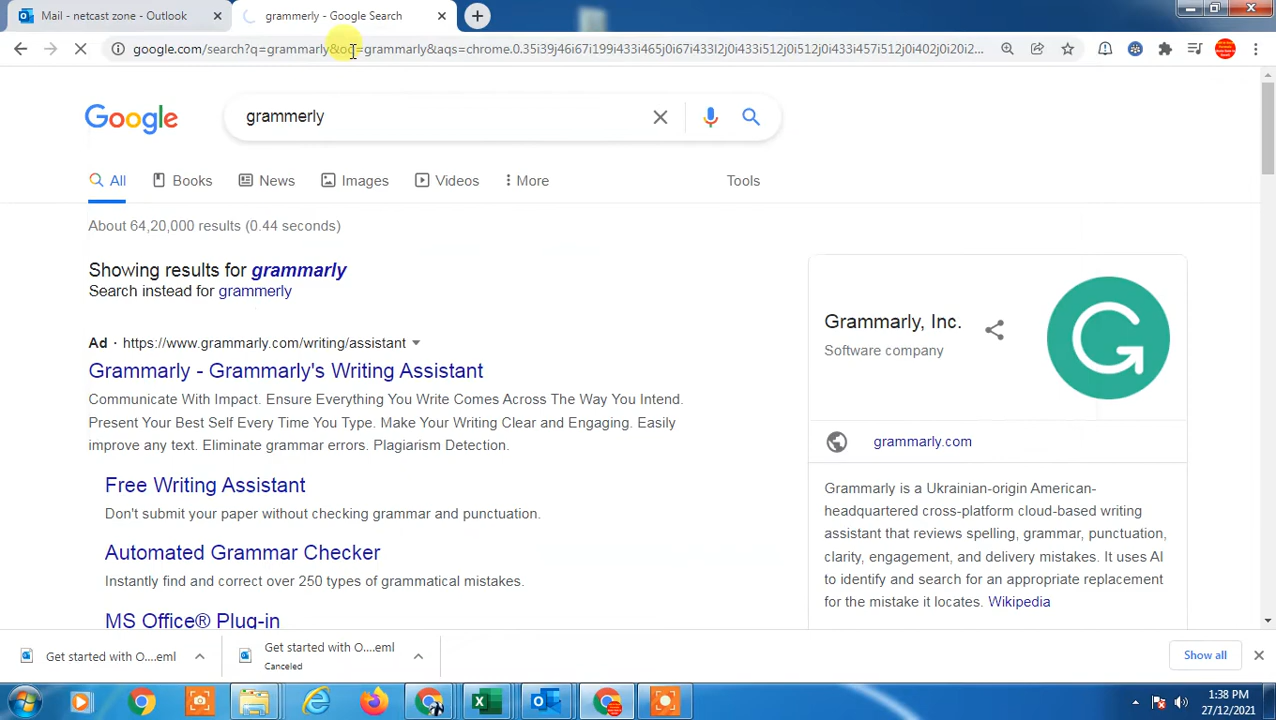 Mail - netcast zone - Outlook
grammerly - Google Search
google.com/search?q=grammarly&oq=grammarly&aqs=chrome.0.35i39j46i67i199i433i465j0i67i433l2j0i433i512j0i512j0i433i457i512j0i402j0i2i2...
Google
grammerly
All Books News Images Videos More Tools
About 64,20,000 results (0.44 seconds)
Showing results for grammarly
Search instead for grammerly
Ad · https://www.grammarly.com/writing/assistant
Grammarly - Grammarly's Writing Assistant
Communicate With Impact. Ensure Everything You Write Comes Across The Way You Intend.
Present Your Best Self Every Time You Type. Make Your Writing Clear and Engaging. Easily
improve any text. Eliminate grammar errors. Plagiarism Detection.
Free Writing Assistant
Don't submit your paper without checking grammar and punctuation.
Automated Grammar Checker
Instantly find and correct over 250 types of grammatical mistakes.
MS Office® Plug-in
Grammarly, Inc.
Software company
G
grammarly.com
Grammarly is a Ukrainian-origin American-
headquartered cross-platform cloud-based writing
assistant that reviews spelling, grammar, punctuation,
clarity, engagement, and delivery mistakes. It uses AI
to identify and search for an appropriate replacement
for the mistake it locates. Wikipedia
Get started with O....eml
Get started with O....eml
Canceled
Show all
1:38 PM
27/12/2021